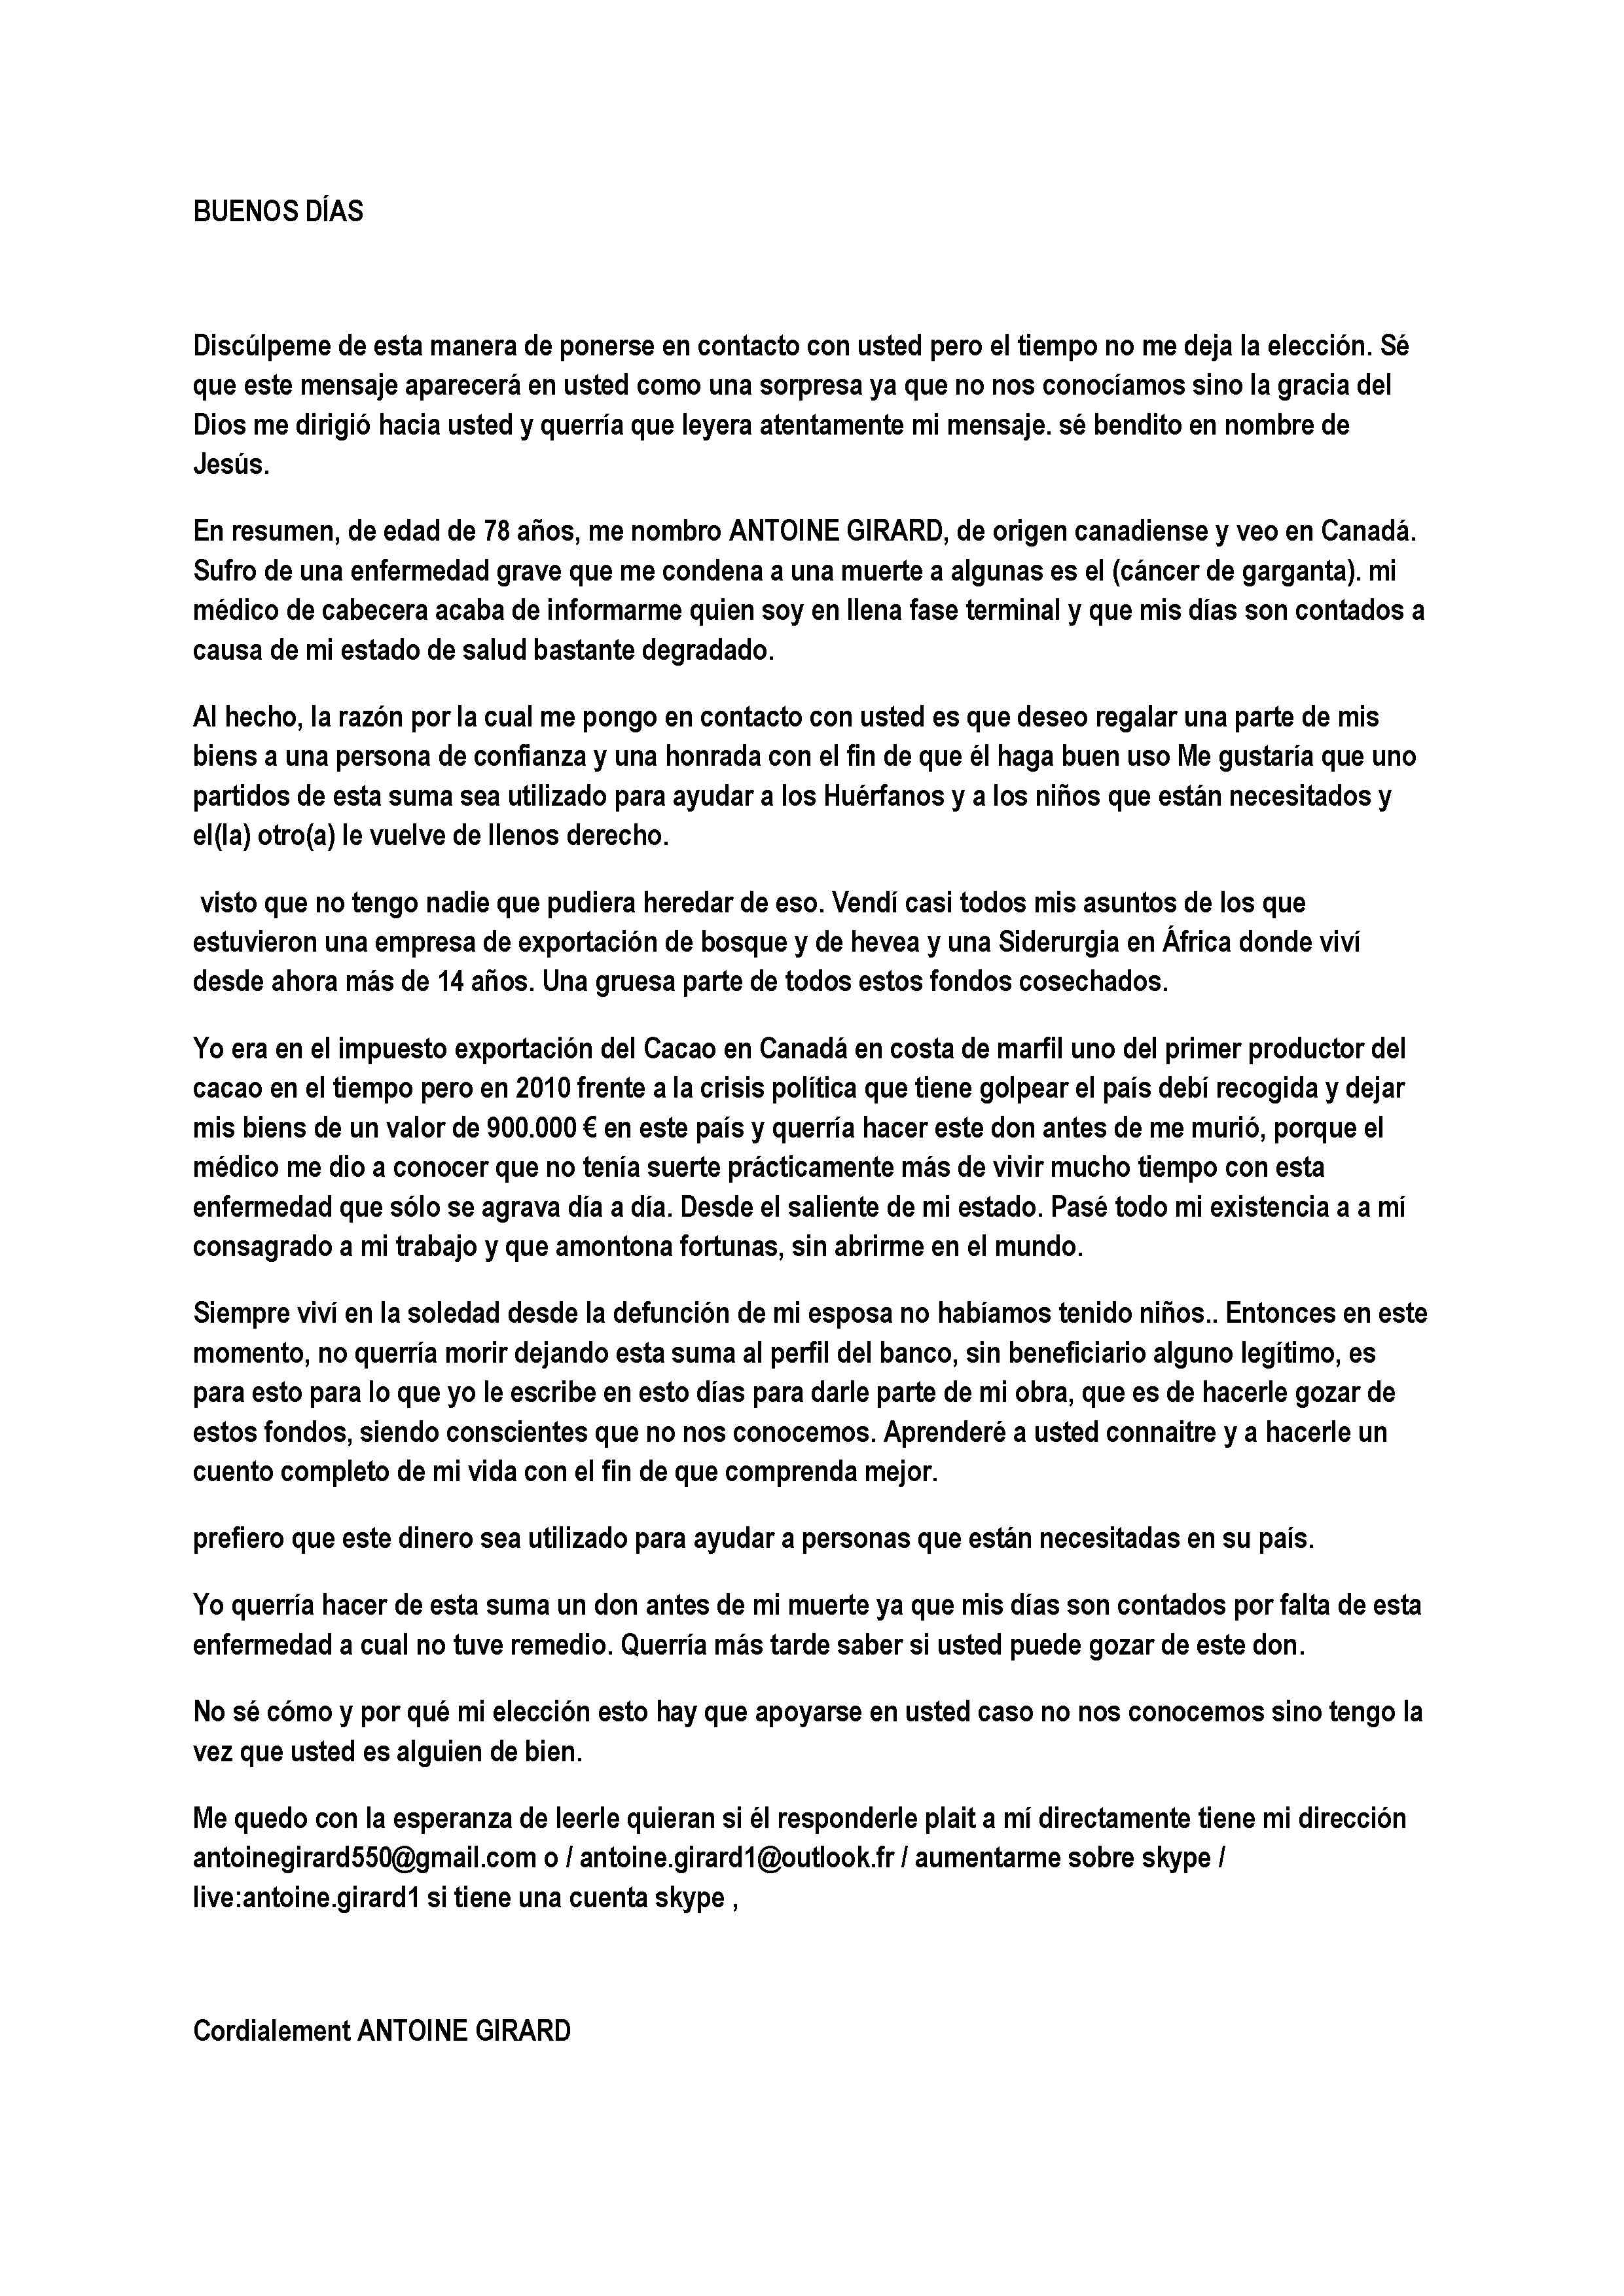 BUENOS DÍAS
Discúlpeme de esta manera de ponerse en contacto con usted pero el tiempo no me deja la elección. Sé
que este mensaje aparecerá en usted como una sorpresa ya que no nos conocíamos sino la gracia del
Dios me dirigió hacia usted y querría que leyera atentamente mi mensaje. sé bendito en nombre de
Jesús.
En resumen, de edad de 78 años, me nombro ANTOINE GIRARD, de origen canadiense y veo en Canadá.
Sufro de una enfermedad grave que me condena a una muerte a algunas es el (cáncer de garganta). mi
médico de cabecera acaba de informarme quien soy en llena fase terminal y que mis días son contados a
causa de mi estado de salud bastante degradado.
Al hecho, la razón por la cual me pongo en contacto con usted es que deseo regalar una parte de mis
biens a una persona de confianza y una honrada con el fin de que él haga buen uso Me gustaría que uno
partidos de esta suma sea utilizado para ayudar a los Huérfanos y a los niños que están necesitados y
el(la) otro(a) le vuelve de llenos derecho.
visto que no tengo nadie que pudiera heredar de eso. Vendí casi todos mis asuntos de los que
estuvieron una empresa de exportación de bosque y de hevea y una Siderurgia en África donde viví
desde ahora más de 14 años. Una gruesa parte de todos estos fondos cosechados.
Yo era en el impuesto exportación del Cacao en Canadá en costa de marfil uno del primer productor del
cacao en el tiempo pero en 2010 frente a la crisis política que tiene golpear el país debí recogida y dejar
mis biens de un valor de 900.000 € en este país y querría hacer este don antes de me murió, porque el
médico me dio a conocer que no tenía suerte prácticamente más de vivir mucho tiempo con esta
enfermedad que sólo se agrava día a día. Desde el saliente de mi estado. Pasé todo mi existencia a a mí
consagrado a mi trabajo y que amontona fortunas, sin abrirme en el mundo.
Siempre viví en la soledad desde la defunción de mi esposa no habíamos tenido niños.. Entonces en este
momento, no querría morir dejando esta suma al perfil del banco, sin beneficiario alguno legítimo, es
para esto para lo que yo le escribe en esto días para darle parte de mi obra, que es de hacerle gozar de
estos fondos, siendo conscientes que no nos conocemos. Aprenderé a usted connaitre y a hacerle un
cuento completo de mi vida con el fin de que comprenda mejor.
prefiero que este dinero sea utilizado para ayudar a personas que están necesitadas en su país.
Yo querría hacer de esta suma un don antes de mi muerte ya que mis días son contados por falta de esta
enfermedad a cual no tuve remedio. Querría más tarde saber si usted puede gozar de este don.
No sé cómo y por qué mi elección esto hay que apoyarse en usted caso no nos conocemos sino tengo la
vez que usted es alguien de bien.
Me quedo con la esperanza de leerle quieran si él responderle plait a mí directamente tiene mi dirección
antoinegirard550@gmail.com o / antoine.girard1@outlook.fr / aumentarme sobre skype /
live:antoine.girard1 si tiene una cuenta skype ,
Cordialement ANTOINE GIRARD